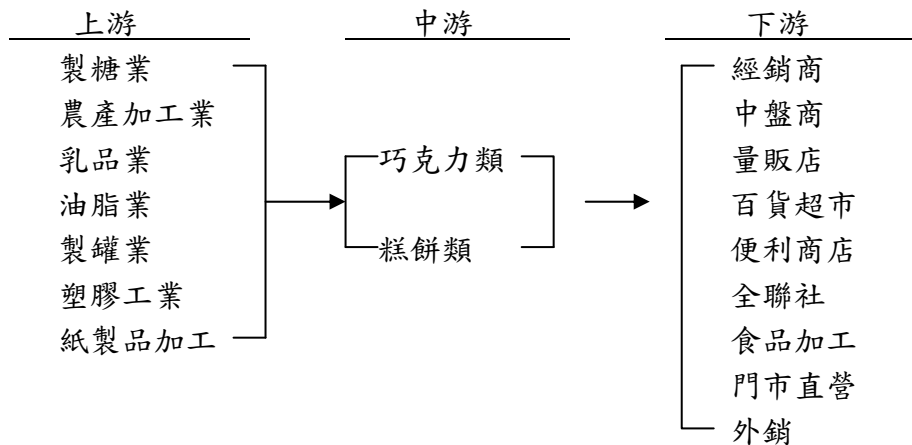 上游
製糖業
農產加工業
乳品業
油脂業
製罐業
塑膠工業
紙製品加工
中游
巧克力類
糕餅類
下游
經銷商
中盤商
量販店
百貨超市
便利商店
全聯社
食品加工
門市直營
外銷